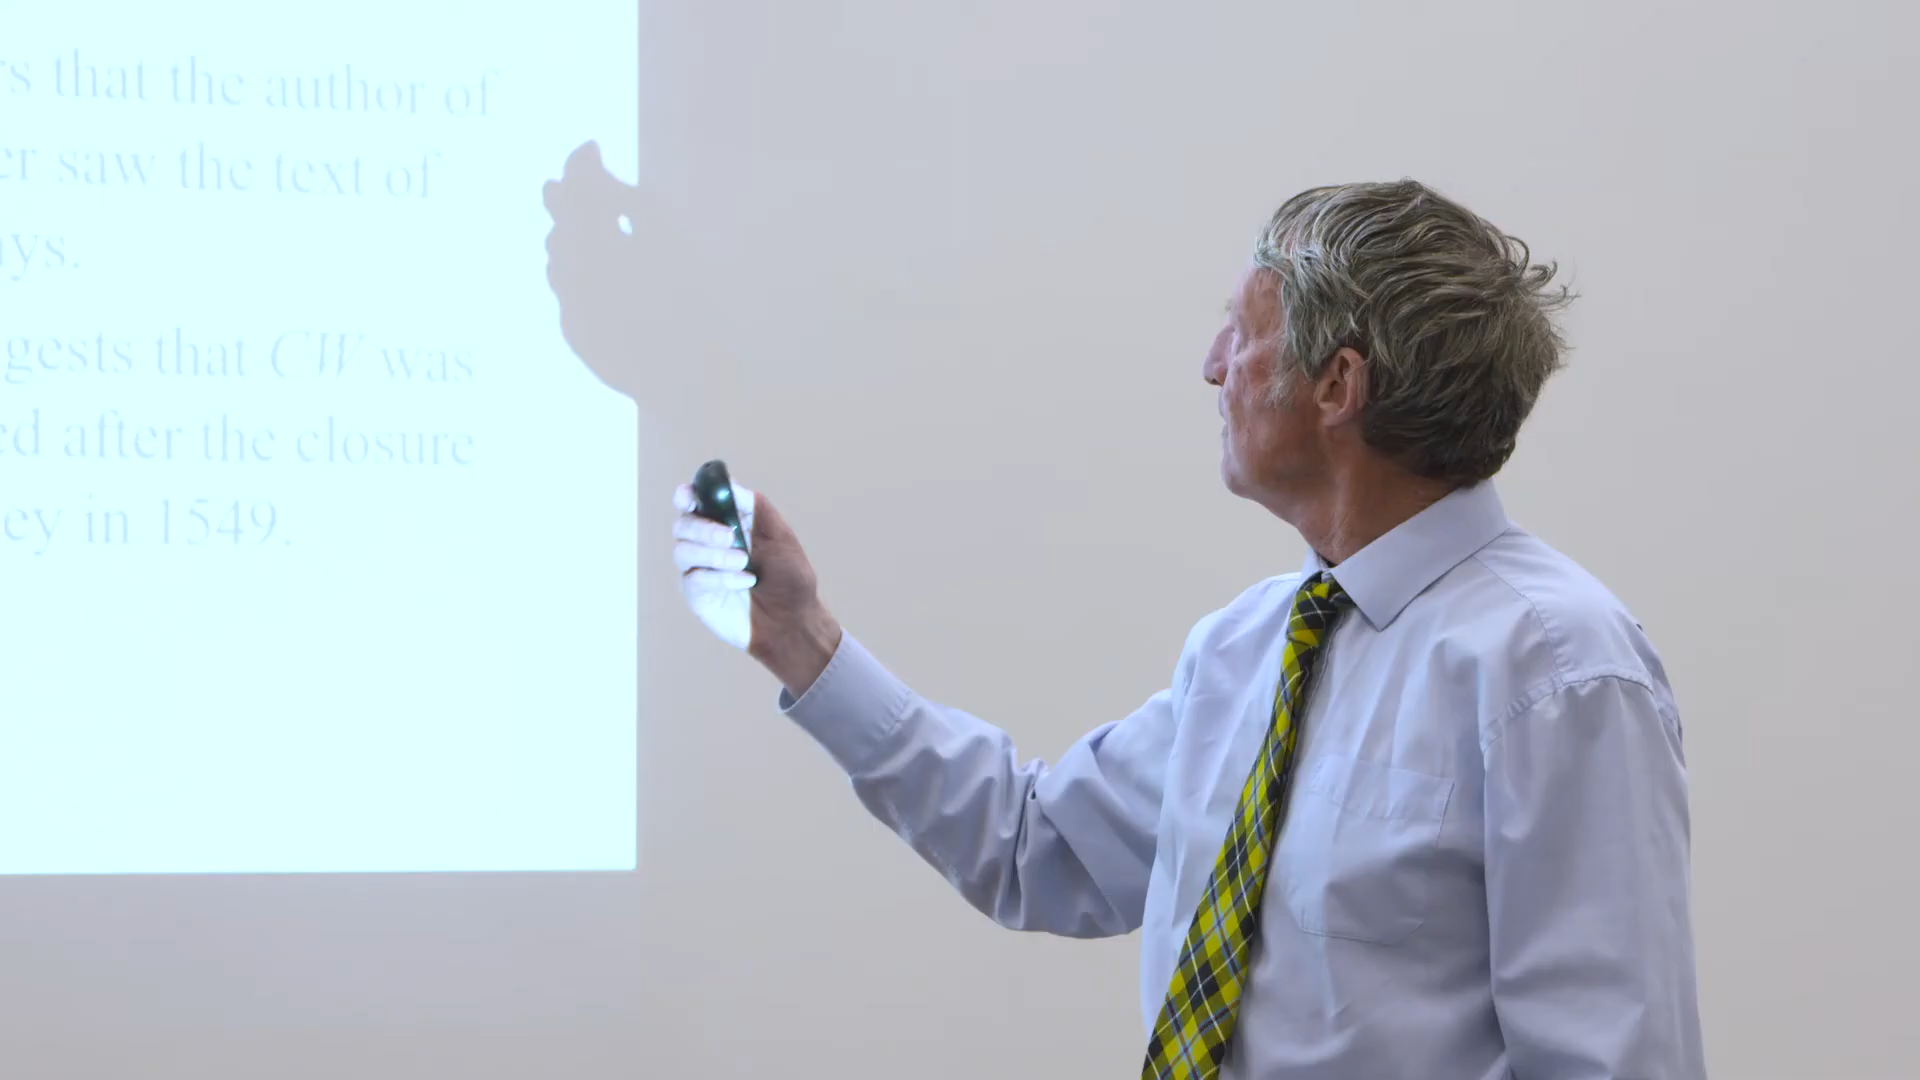 s that the author of
er saw the text of
ys.
gests that CW was
ed after the closure
ey in 1549.